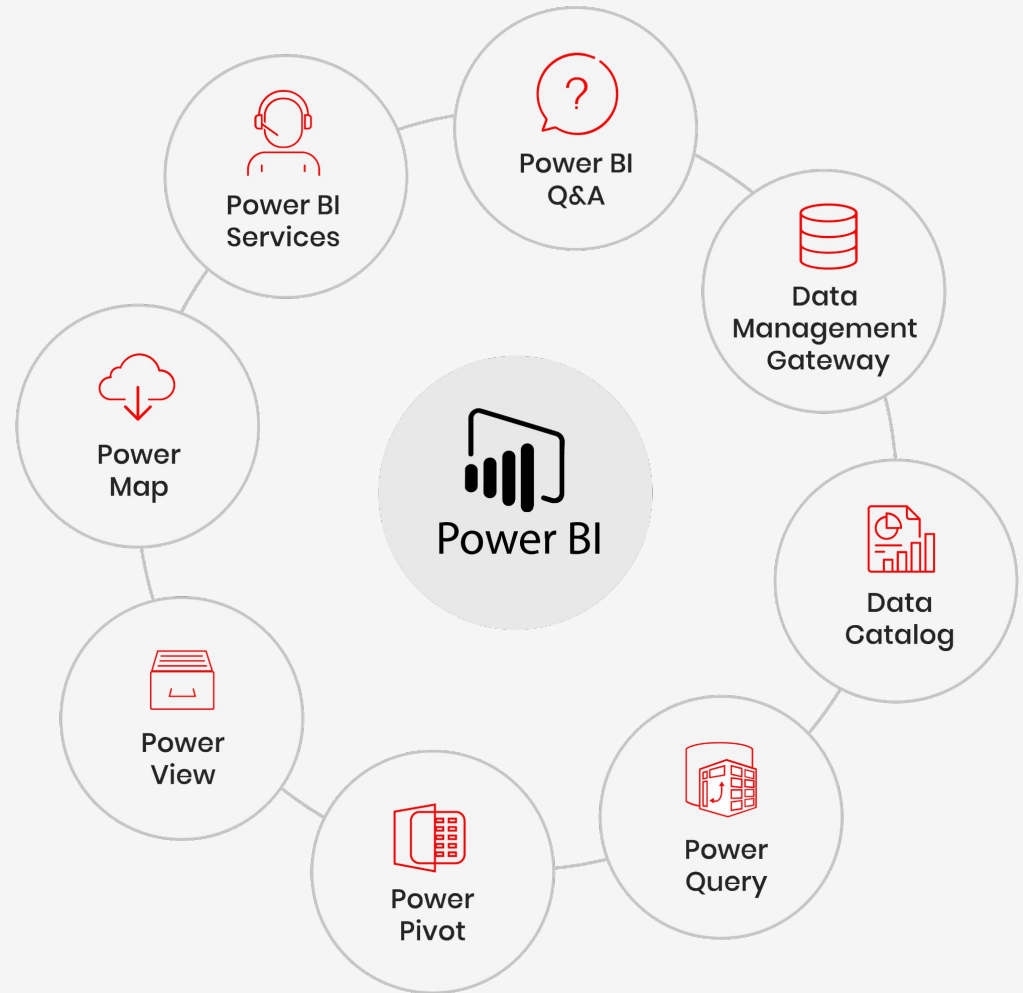 Power BI
Q&A
Power BI
Services
Data
Management
Gateway
Power
Map
Power BI
Data
Catalog
Power
View
Power
Query
Power
Pivot
?